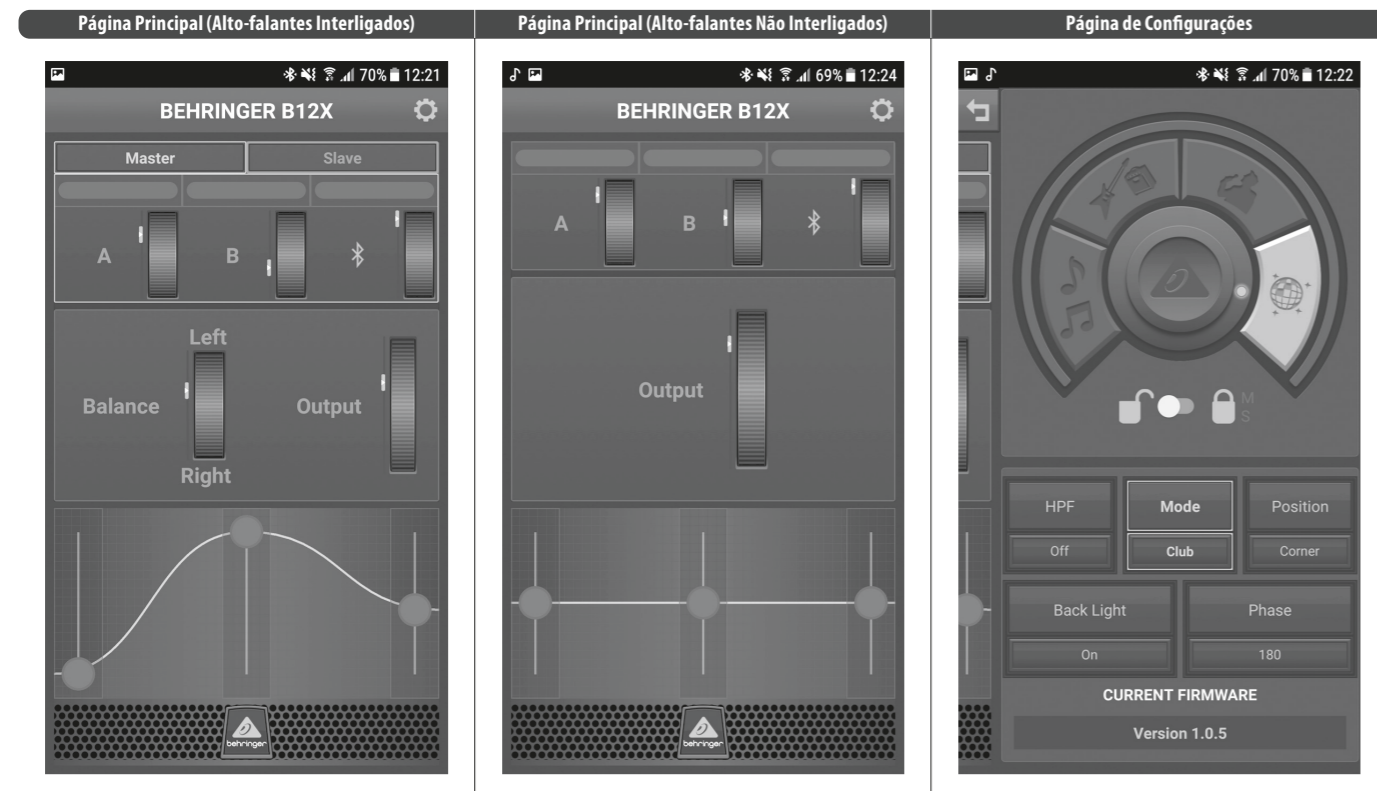 Página Principal (Alto-falantes Interligados)
70% 12:21
BEHRINGER B12X
Master Slave
A B
Left
Balance Output
Right
behringer
Página Principal (Alto-falantes Não Interligados)
69% 12:24
BEHRINGER B12X
A B
Output
behringer
Página de Configurações
70% 12:22
M
S
HPF Mode Position
Off Club Corner
Back Light Phase
On 180
CURRENT FIRMWARE
Version 1.0.5